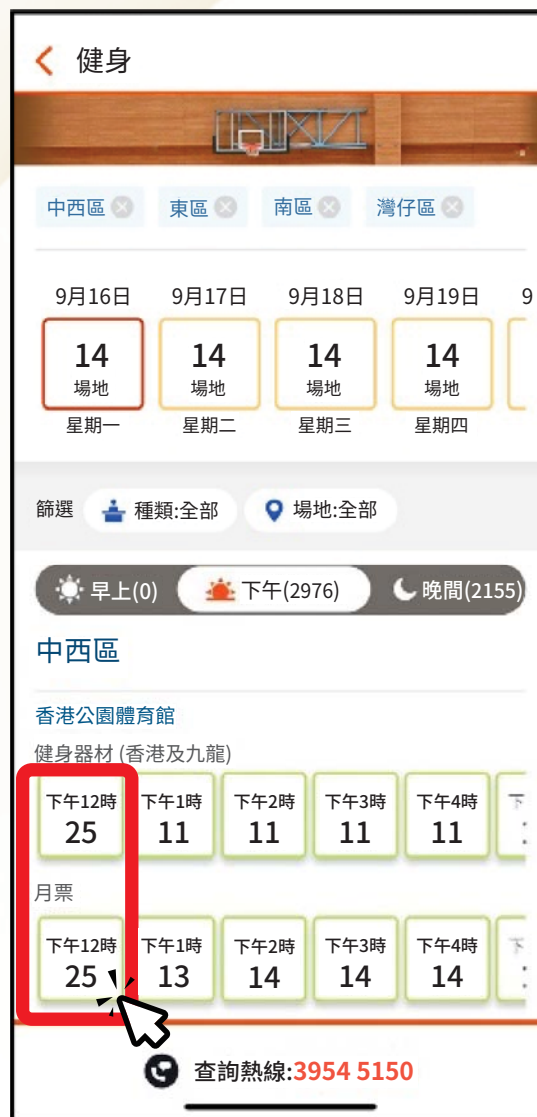 健身
中西區 東區 南區 灣仔區
9月16日 9月17日 9月18日 9月19日 9
14 14 14 14
場地 場地 場地 場地
星期一 星期二 星期三 星期四
篩選 種類:全部 場地:全部
早上(0) 下午(2976) 晚間(2155)
中西區
香港公園體育館
健身器材 (香港及九龍)
下午12時 下午1時 下午2時 下午3時 下午4時 下
25 11 11 11 11
月票
下午12時 下午1時 下午2時 下午3時 下午4時 下
25 13 14 14 14
查詢熱線:3954 5150